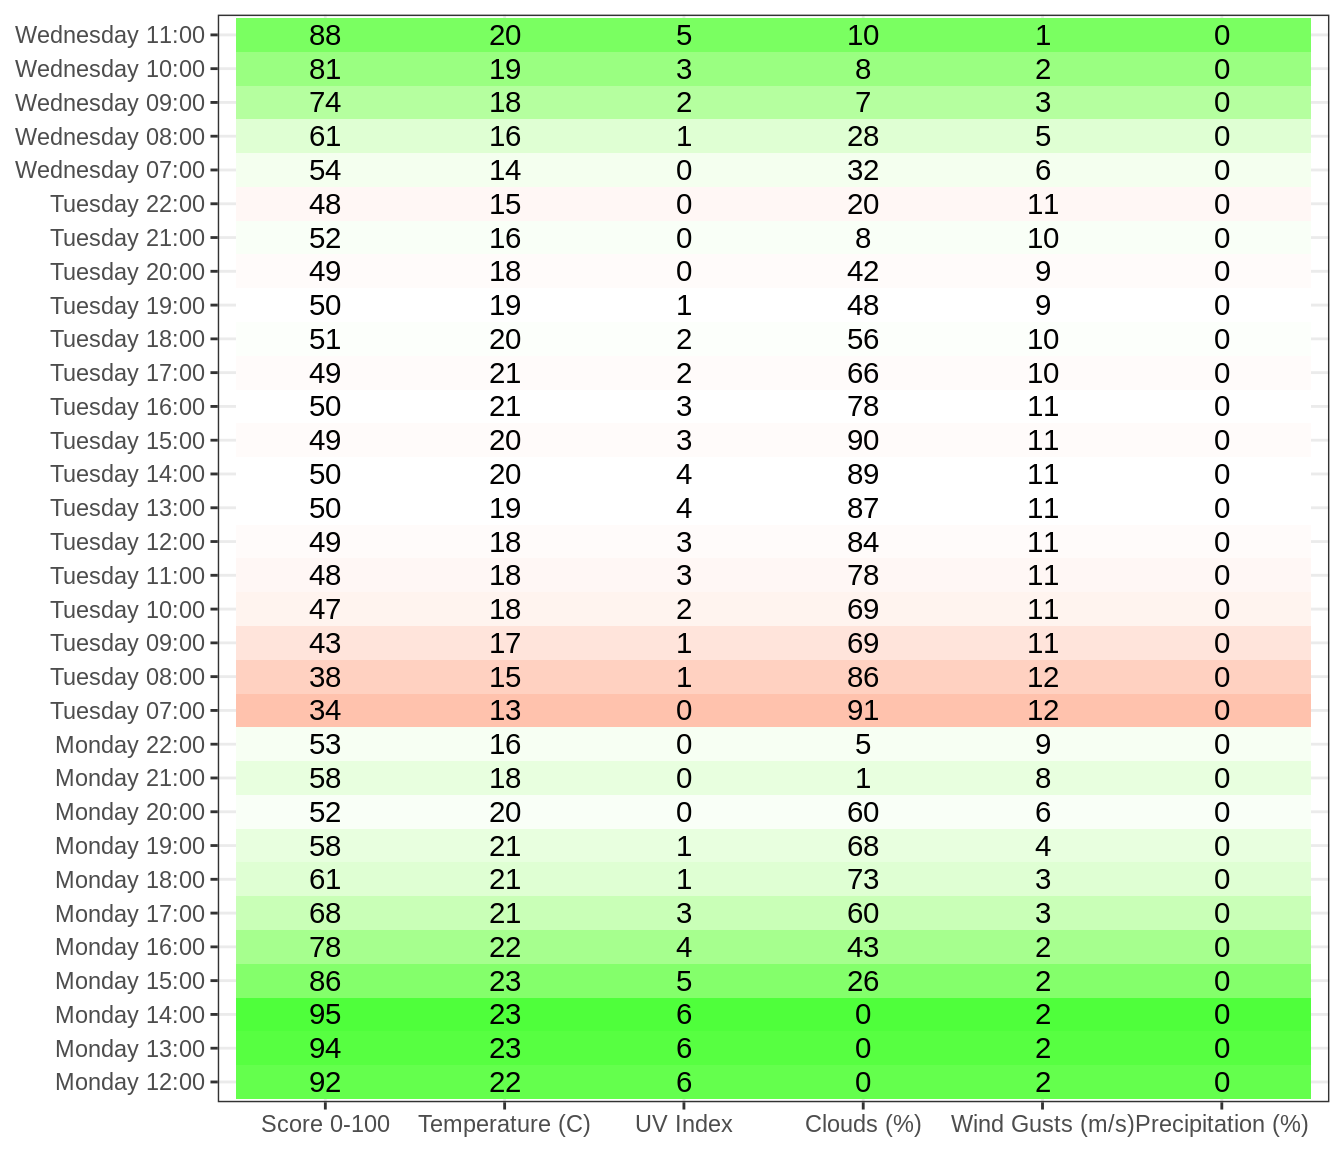 Wednesday 11:00 88 20 5 10 1 0
Wednesday 10:00 81 19 3 8 2 0
Wednesday 09:00 74 18 2 7 3 0
Wednesday 08:00 61 16 1 28 5 0
Wednesday 07:00 54 14 0 32 6 0
Tuesday 22:00 48 15 0 20 11 0
Tuesday 21:00 52 16 0 8 10 0
Tuesday 20:00 49 18 0 42 9 0
Tuesday 19:00 50 19 1 48 9 0
Tuesday 18:00 51 20 2 56 10 0
Tuesday 17:00 49 21 2 66 10 0
Tuesday 16:00 50 21 3 78 11 0
Tuesday 15:00 49 20 3 90 11 0
Tuesday 14:00 50 20 4 89 11 0
Tuesday 13:00 50 19 4 87 11 0
Tuesday 12:00 49 18 3 84 11 0
Tuesday 11:00 48 18 3 78 11 0
Tuesday 10:00 47 18 2 69 11 0
Tuesday 09:00 43 17 1 69 11 0
Tuesday 08:00 38 15 1 86 12 0
Tuesday 07:00 34 13 0 91 12 0
Monday 22:00 53 16 0 5 9 0
Monday 21:00 58 18 0 1 8 0
Monday 20:00 52 20 0 60 6 0
Monday 19:00 58 21 1 68 4 0
Monday 18:00 61 21 1 73 3 0
Monday 17:00 68 21 3 60 3 0
Monday 16:00 78 22 4 43 2 0
Monday 15:00 86 23 5 26 2 0
Monday 14:00 95 23 6 0 2 0
Monday 13:00 94 23 6 0 2 0
Monday 12:00 92 22 6 0 2 0
Score 0-100 Temperature (C) UV Index Clouds (%) Wind Gusts (m/s) Precipitation (%)